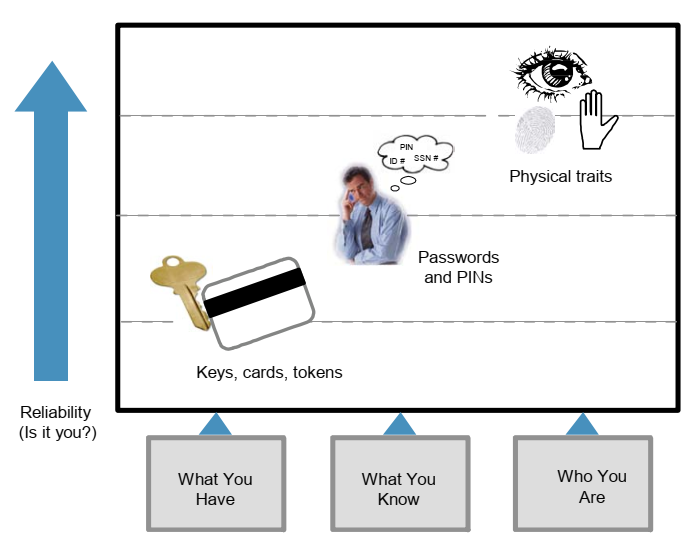 PIN
ID # SSN #
Physical traits
Passwords
and PINs
Keys, cards, tokens
Reliability
(Is it you?)
What You
Have
What You
Know
Who You
Are